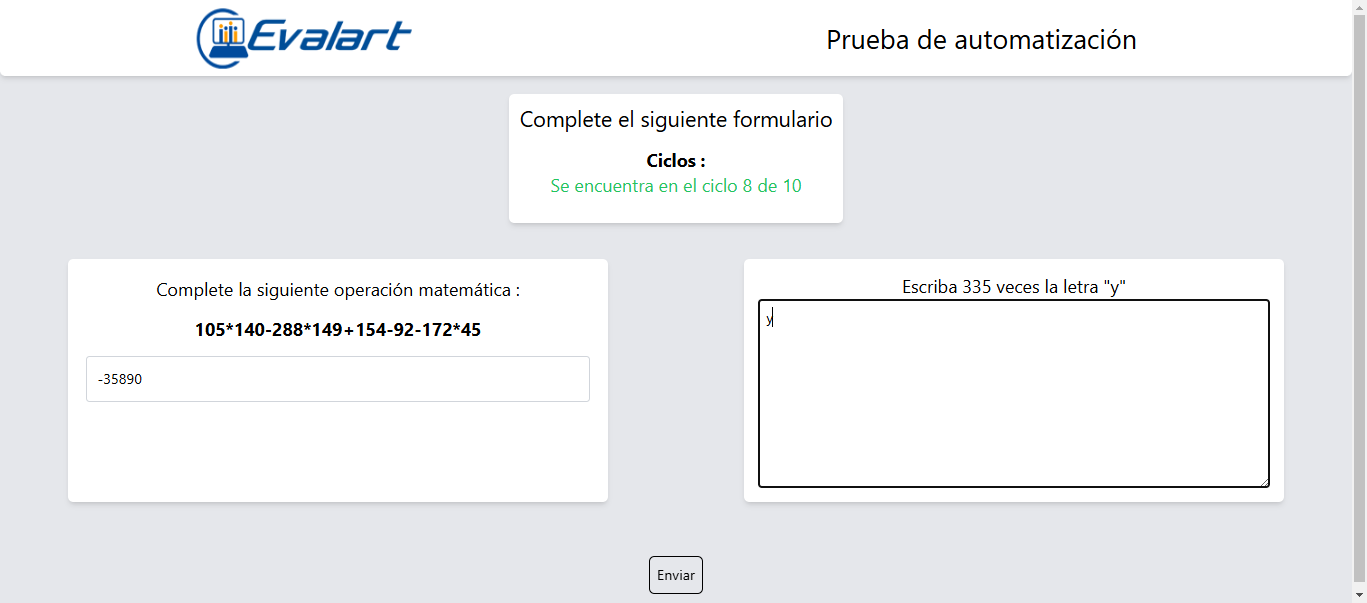 Evalart
Prueba de automatización
Complete el siguiente formulario
Ciclos :
Se encuentra en el ciclo 8 de 10
Complete la siguiente operación matemática :
105*140-288*149+154-92-172*45
-35890
Escriba 335 veces la letra "y"
y
Enviar